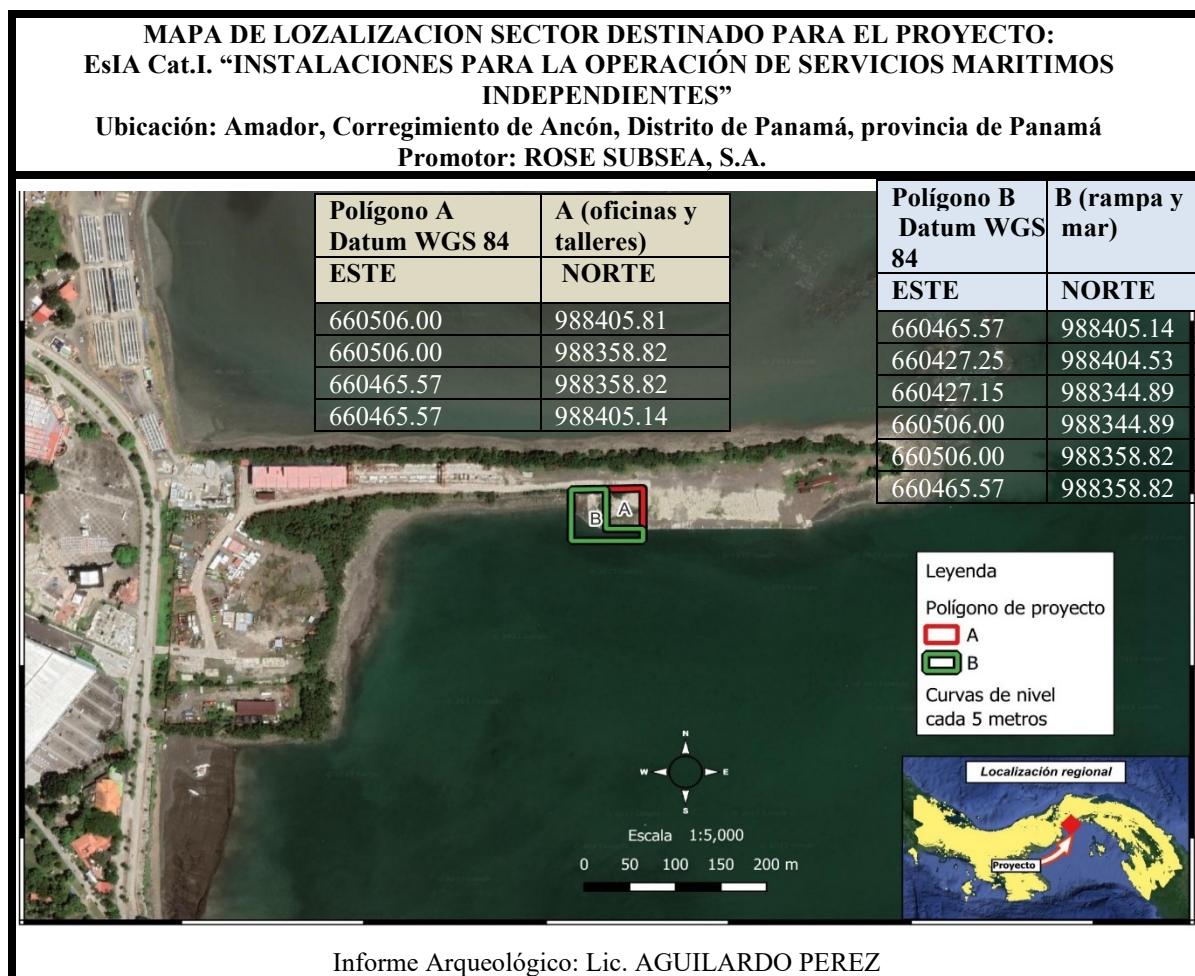 MAPA DE LOZALIZACION SECTOR DESTINADO PARA EL PROYECTO:
EsIA Cat.I. “INSTALACIONES PARA LA OPERACIÓN DE SERVICIOS MARITIMOS
INDEPENDIENTES”
Ubicación: Amador, Corregimiento de Ancón, Distrito de Panamá, provincia de Panamá
Promotor: ROSE SUBSEA, S.A.
Polígono A
Datum WGS 84
A (oficinas y
talleres)
ESTE NORTE
660506.00 988405.81
660506.00 988358.82
660465.57 988358.82
660465.57 988405.14
Polígono B
Datum WGS
84
B (rampa y
mar)
ESTE NORTE
660465.57 988405.14
660427.25 988404.53
660427.15 988344.89
660506.00 988344.89
660506.00 988358.82
660465.57 988358.82
A
B
Leyenda
Polígono de proyecto
A
B
Curvas de nivel
cada 5 metros
N
W E
S
Escala 1:5,000
0 50 100 150 200 m
Localización regional
Proyecto
Informe Arqueológico: Lic. AGUILARDO PEREZ